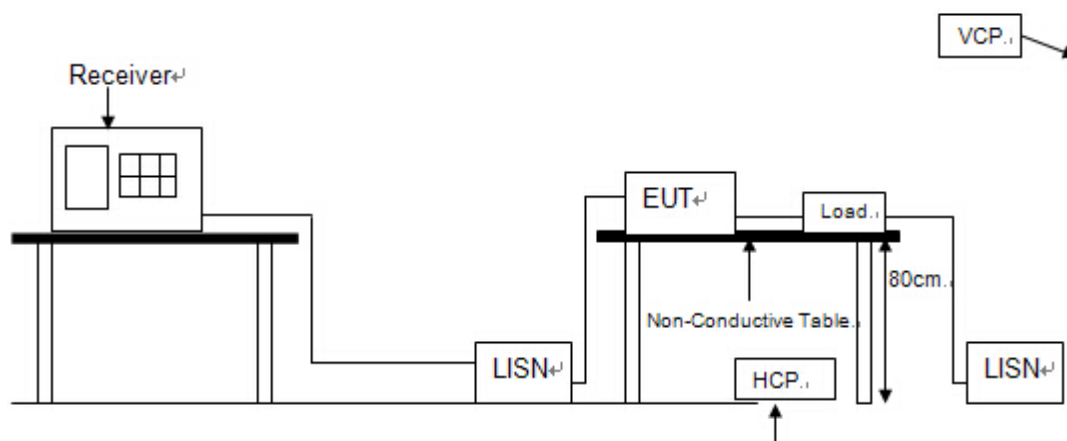 VCP.
Receiver↵
EUT↵
Load.
80cm.
Non-Conductive Table.
LISN↵
HCP.
LISN↵